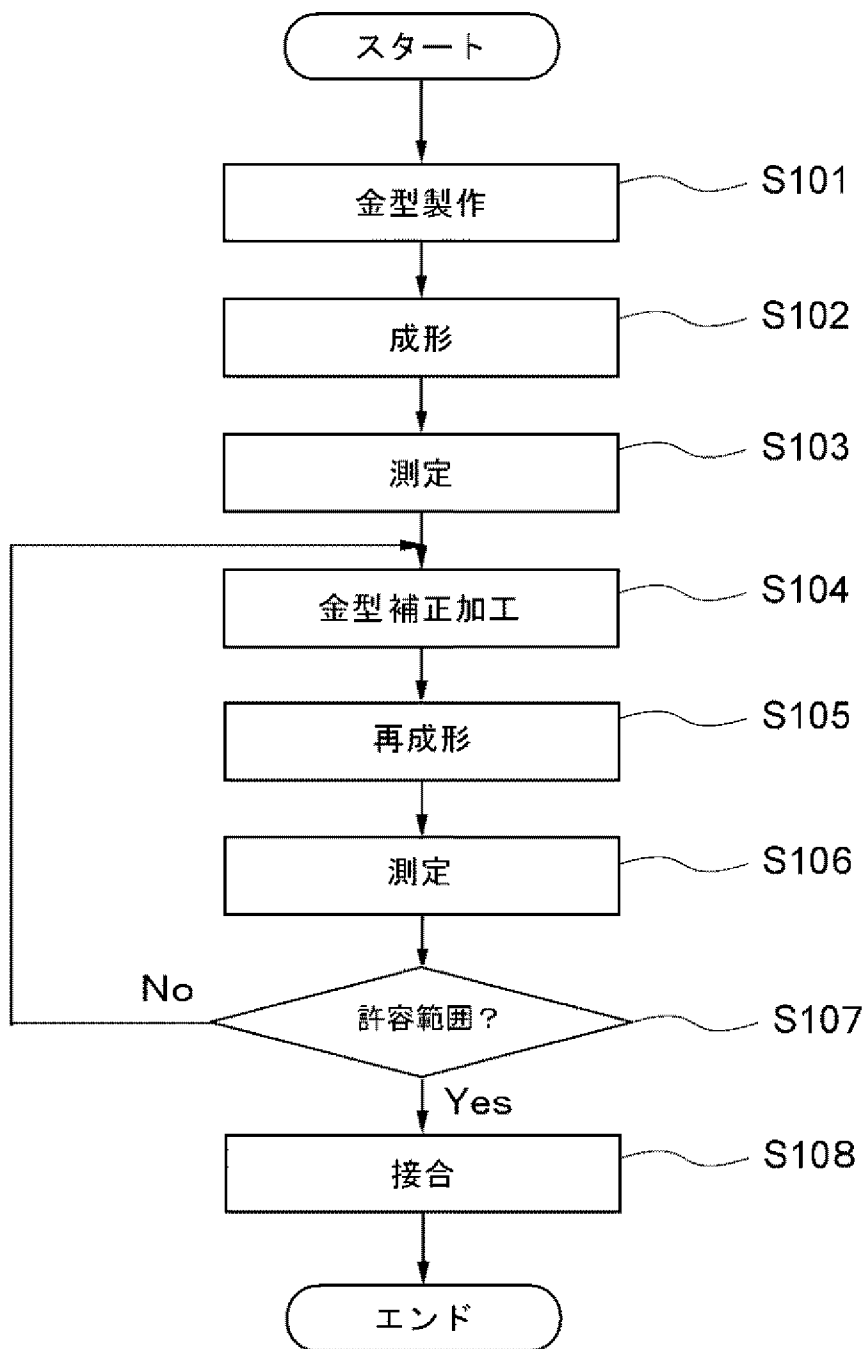 スタート
金型製作
S101
成形
S102
測定
S103
金型補正加工
S104
再成形
S105
測定
S106
No
許容範囲?
S107
Yes
接合
S108
エンド